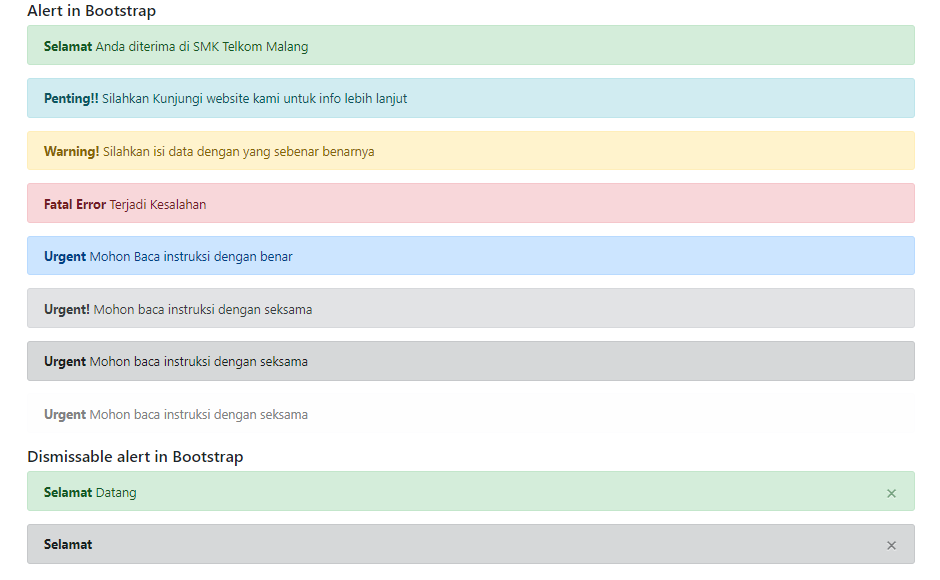 Alert in Bootstrap
Selamat Anda diterima di SMK Telkom Malang
Penting!! Silahkan Kunjungi website kami untuk info lebih lanjut
Warning! Silahkan isi data dengan yang sebenar benarnya
Fatal Error Terjadi Kesalahan
Urgent Mohon Baca instruksi dengan benar
Urgent! Mohon baca instruksi dengan seksama
Urgent Mohon baca instruksi dengan seksama
Urgent Mohon baca instruksi dengan seksama
Dismissable alert in Bootstrap
Selamat Datang ×
Selamat ×